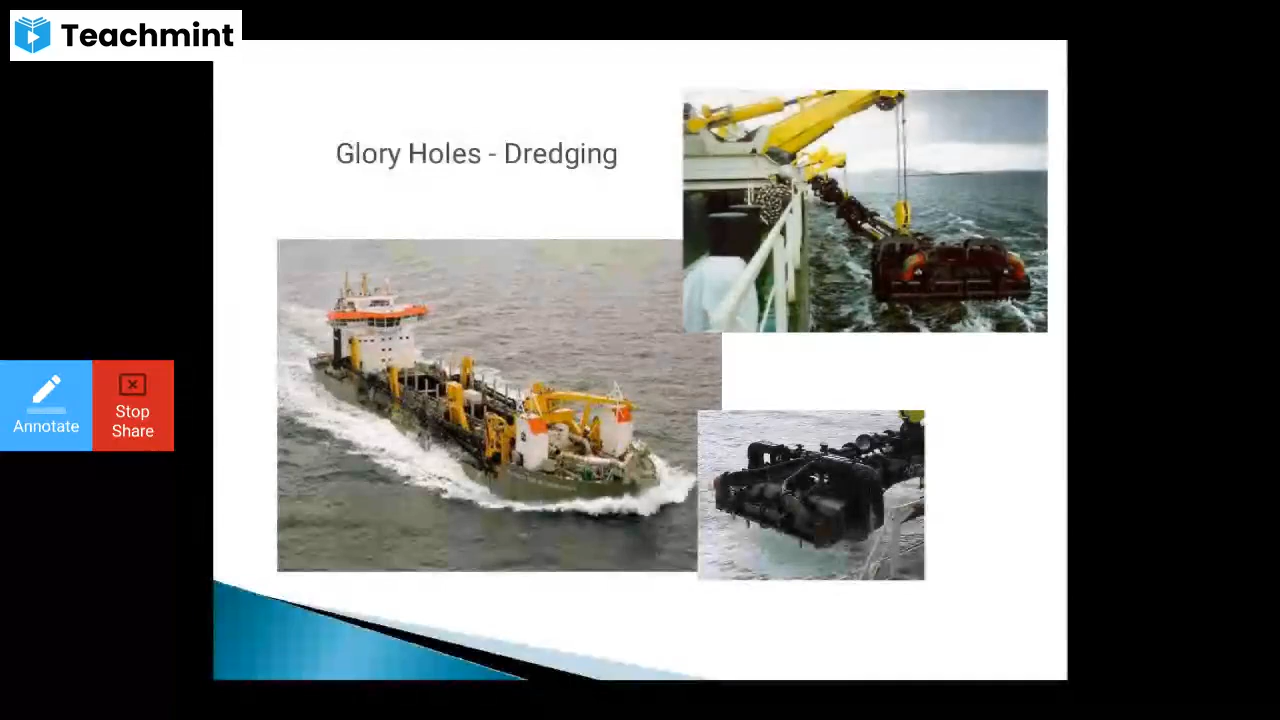 Teachmint
Glory Holes - Dredging
Annotate
Stop
Share